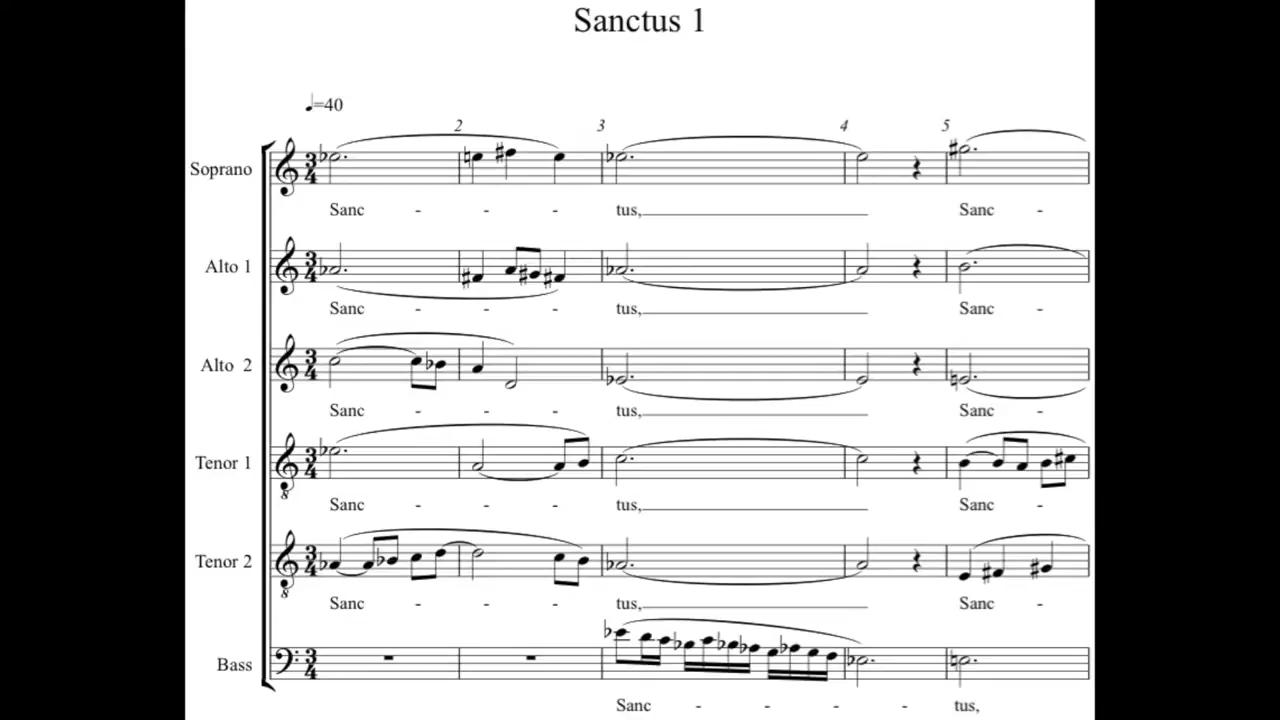 Sanctus 1
♩=40
2 3 4 5
Soprano
Sanc - - - tus, Sanc -
Alto 1
Sanc - - - tus, Sanc -
Alto 2
Sanc - - - tus, Sanc -
Tenor 1
Sanc - - - tus, Sanc -
Tenor 2
Sanc - - - tus, Sanc -
Bass
Sanc - - - - tus,